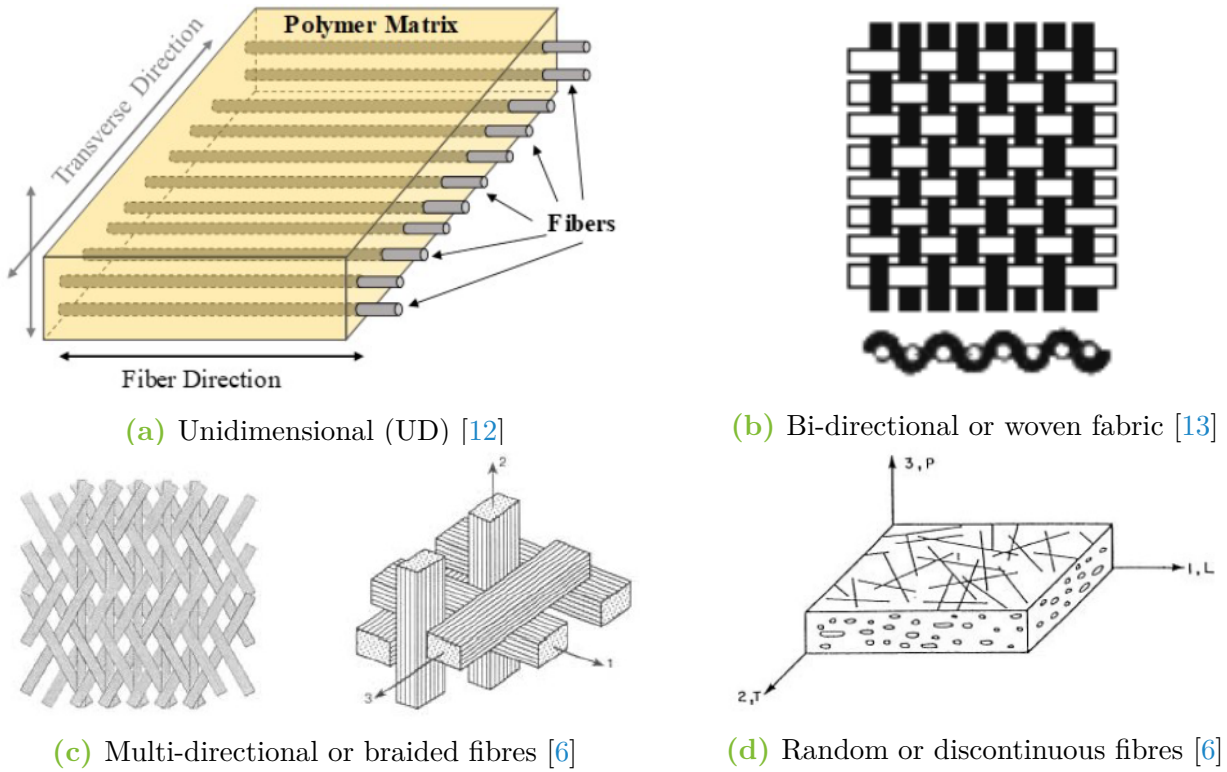 Polymer Matrix
Transverse Direction
Fibers
Fiber Direction
(a) Unidimensional (UD) [12]
(b) Bi-directional or woven fabric [13]
2
1
3
(c) Multi-directional or braided fibres [6]
3, P
1, L
2, T
(d) Random or discontinuous fibres [6]